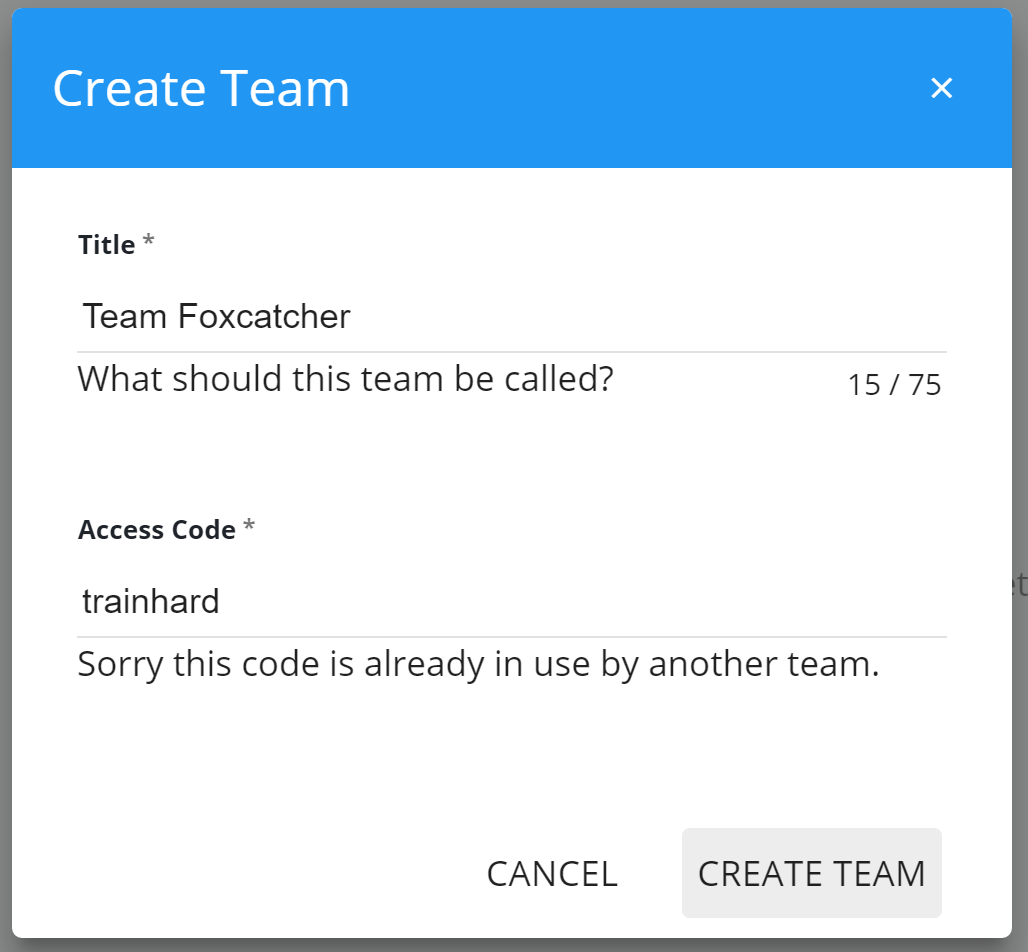 Create Team ×
Title *
Team Foxcatcher
What should this team be called? 15 / 75
Access Code *
trainhard
Sorry this code is already in use by another team.
CANCEL CREATE TEAM